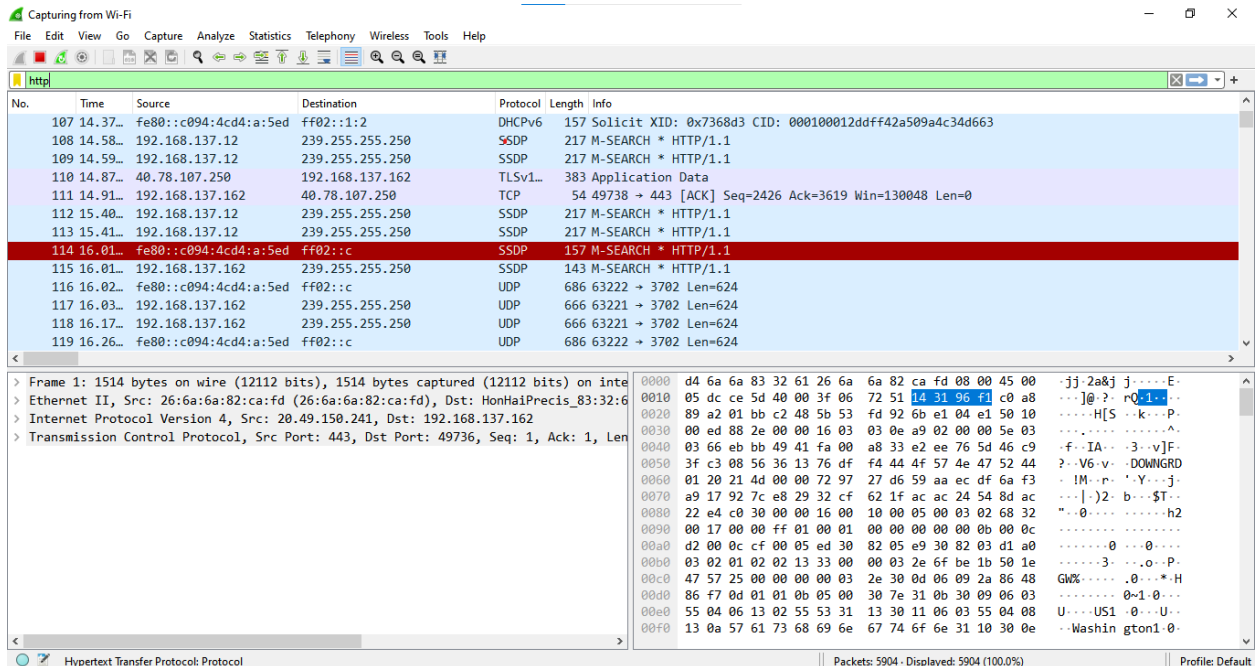 Capturing from Wi-Fi
File Edit View Go Capture Analyze Statistics Telephony Wireless Tools Help
http
No. Time Source Destination Protocol Length Info
107 14.37… fe80::c094:4cd4:a:5ed ff02::1:2 DHCPv6 157 Solicit XID: 0x7368d3 CID: 000100012ddff42a509a4c34d663
108 14.58… 192.168.137.12 239.255.255.250 SSDP 217 M-SEARCH * HTTP/1.1
109 14.59… 192.168.137.12 239.255.255.250 SSDP 217 M-SEARCH * HTTP/1.1
110 14.87… 40.78.107.250 192.168.137.162 TLSv1… 383 Application Data
111 14.91… 192.168.137.162 40.78.107.250 TCP 54 49738 → 443 [ACK] Seq=2426 Ack=3619 Win=130048 Len=0
112 15.40… 192.168.137.12 239.255.255.250 SSDP 217 M-SEARCH * HTTP/1.1
113 15.41… 192.168.137.12 239.255.255.250 SSDP 217 M-SEARCH * HTTP/1.1
114 16.01… fe80::c094:4cd4:a:5ed ff02::c SSDP 157 M-SEARCH * HTTP/1.1
115 16.01… 192.168.137.162 239.255.255.250 SSDP 143 M-SEARCH * HTTP/1.1
116 16.02… fe80::c094:4cd4:a:5ed ff02::c UDP 686 63222 → 3702 Len=624
117 16.03… 192.168.137.162 239.255.255.250 UDP 666 63221 → 3702 Len=624
118 16.17… 192.168.137.162 239.255.255.250 UDP 666 63221 → 3702 Len=624
119 16.26… fe80::c094:4cd4:a:5ed ff02::c UDP 686 63222 → 3702 Len=624
Frame 1: 1514 bytes on wire (12112 bits), 1514 bytes captured (12112 bits) on inte
Ethernet II, Src: 26:6a:6a:82:ca:fd (26:6a:6a:82:ca:fd), Dst: HonHaiPrecis_83:32:6
Internet Protocol Version 4, Src: 20.49.150.241, Dst: 192.168.137.162
Transmission Control Protocol, Src Port: 443, Dst Port: 49736, Seq: 1, Ack: 1, Len
0000 d4 6a 6a 83 32 61 26 6a 6a 82 ca fd 08 00 45 00 ·jj·2a&j j·····E·
0010 05 dc ce 5d 40 00 3f 06 72 51 14 31 96 f1 c0 a8 ···]@·?· rQ·1····
0020 89 a2 01 bb c2 48 5b 53 fd 92 6b e1 04 e1 50 10 ·····H[S ··k···P·
0030 00 ed 88 2e 00 00 16 03 03 0e a9 02 00 00 5e 03 ···.···· ······^·
0040 03 66 eb bb 49 41 fa 00 a8 33 e2 ee 76 5d 46 c9 ·f··IA·· ·3··v]F·
0050 3f c3 08 56 36 13 76 df f4 44 4f 57 4e 47 52 44 ?··V6·v· ·DOWNGRD
0060 01 20 21 4d 00 00 72 97 27 d6 59 aa ec df 6a f3 · !M··r· '·Y···j·
0070 a9 17 92 7c e8 29 32 cf 62 1f ac ac 24 54 8d ac ···|·)2· b···$T··
0080 22 e4 c0 30 00 00 16 00 10 00 05 00 03 02 68 32 "··0···· ······h2
0090 00 17 00 00 ff 01 00 01 00 00 00 00 00 0b 00 0c ········ ········
00a0 d2 00 0c cf 00 05 ed 30 82 05 e9 30 82 03 d1 a0 ·······0 ···0····
00b0 03 02 01 02 02 13 33 00 00 03 2e 6f be 1b 50 1e ······3· ··.o··P·
00c0 47 57 25 00 00 00 00 03 2e 30 0d 06 09 2a 86 48 GW%····· .0···*·H
00d0 86 f7 0d 01 01 0b 05 00 30 7e 31 0b 30 09 06 03 ········ 0~1·0···
00e0 55 04 06 13 02 55 53 31 13 30 11 06 03 55 04 08 U····US1 ·0···U··
00f0 13 0a 57 61 73 68 69 6e 67 74 6f 6e 31 10 30 0e ··Washin gton1·0·
Hypertext Transfer Protocol: Protocol Packets: 5904 · Displayed: 5904 (100.0%) Profile: Default